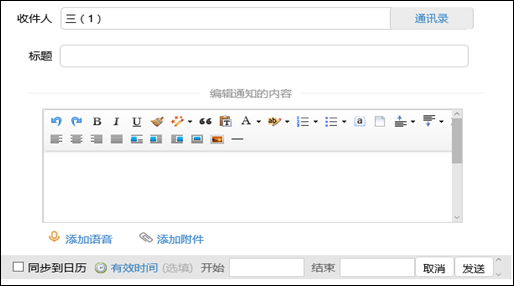 收件人 三（1） 通讯录
标题
编辑通知的内容
B I U A ab a
添加语音 添加附件
同步到日历 有效时间 (选填) 开始 结束 取消 发送